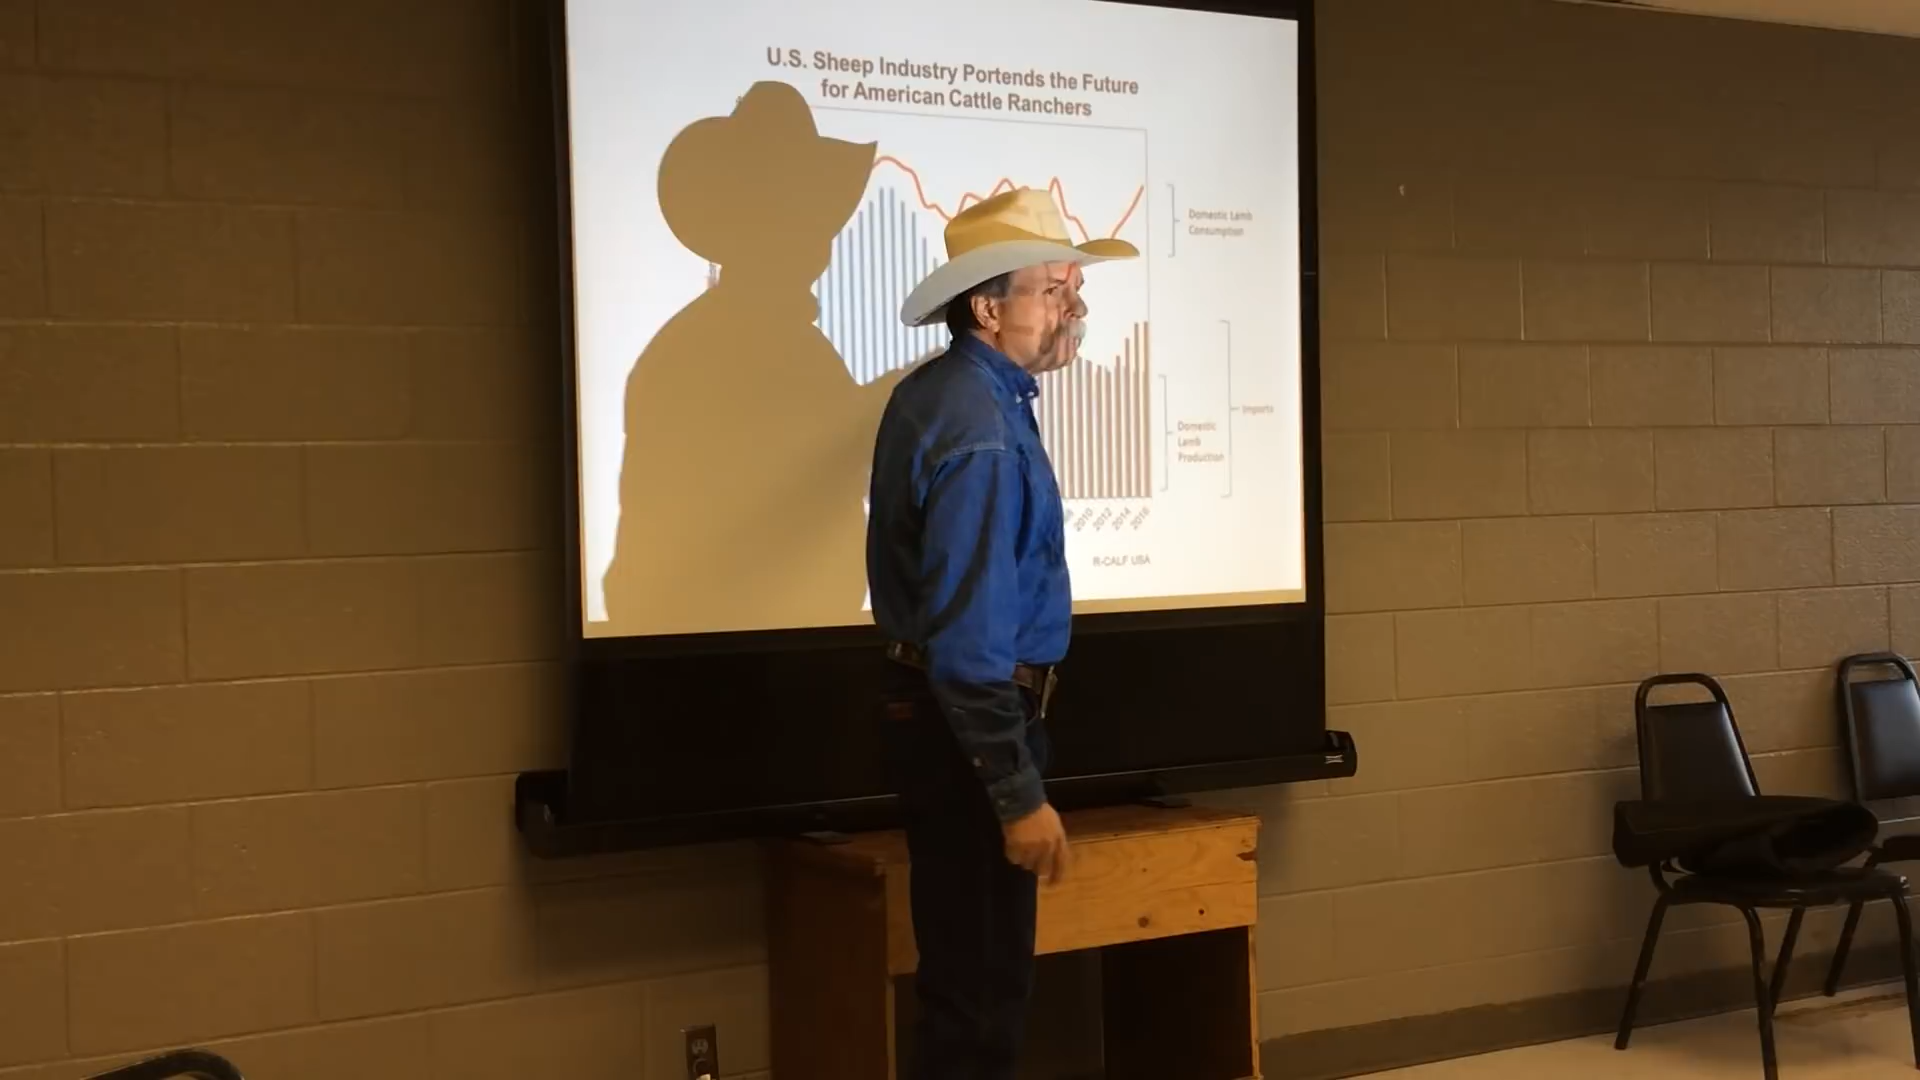 U.S. Sheep Industry Portends the Future
for American Cattle Ranchers
Domestic Lamb
Consumption
Imports
Domestic
Lamb
Production
2010
2012
2014
2016
R-CALF USA